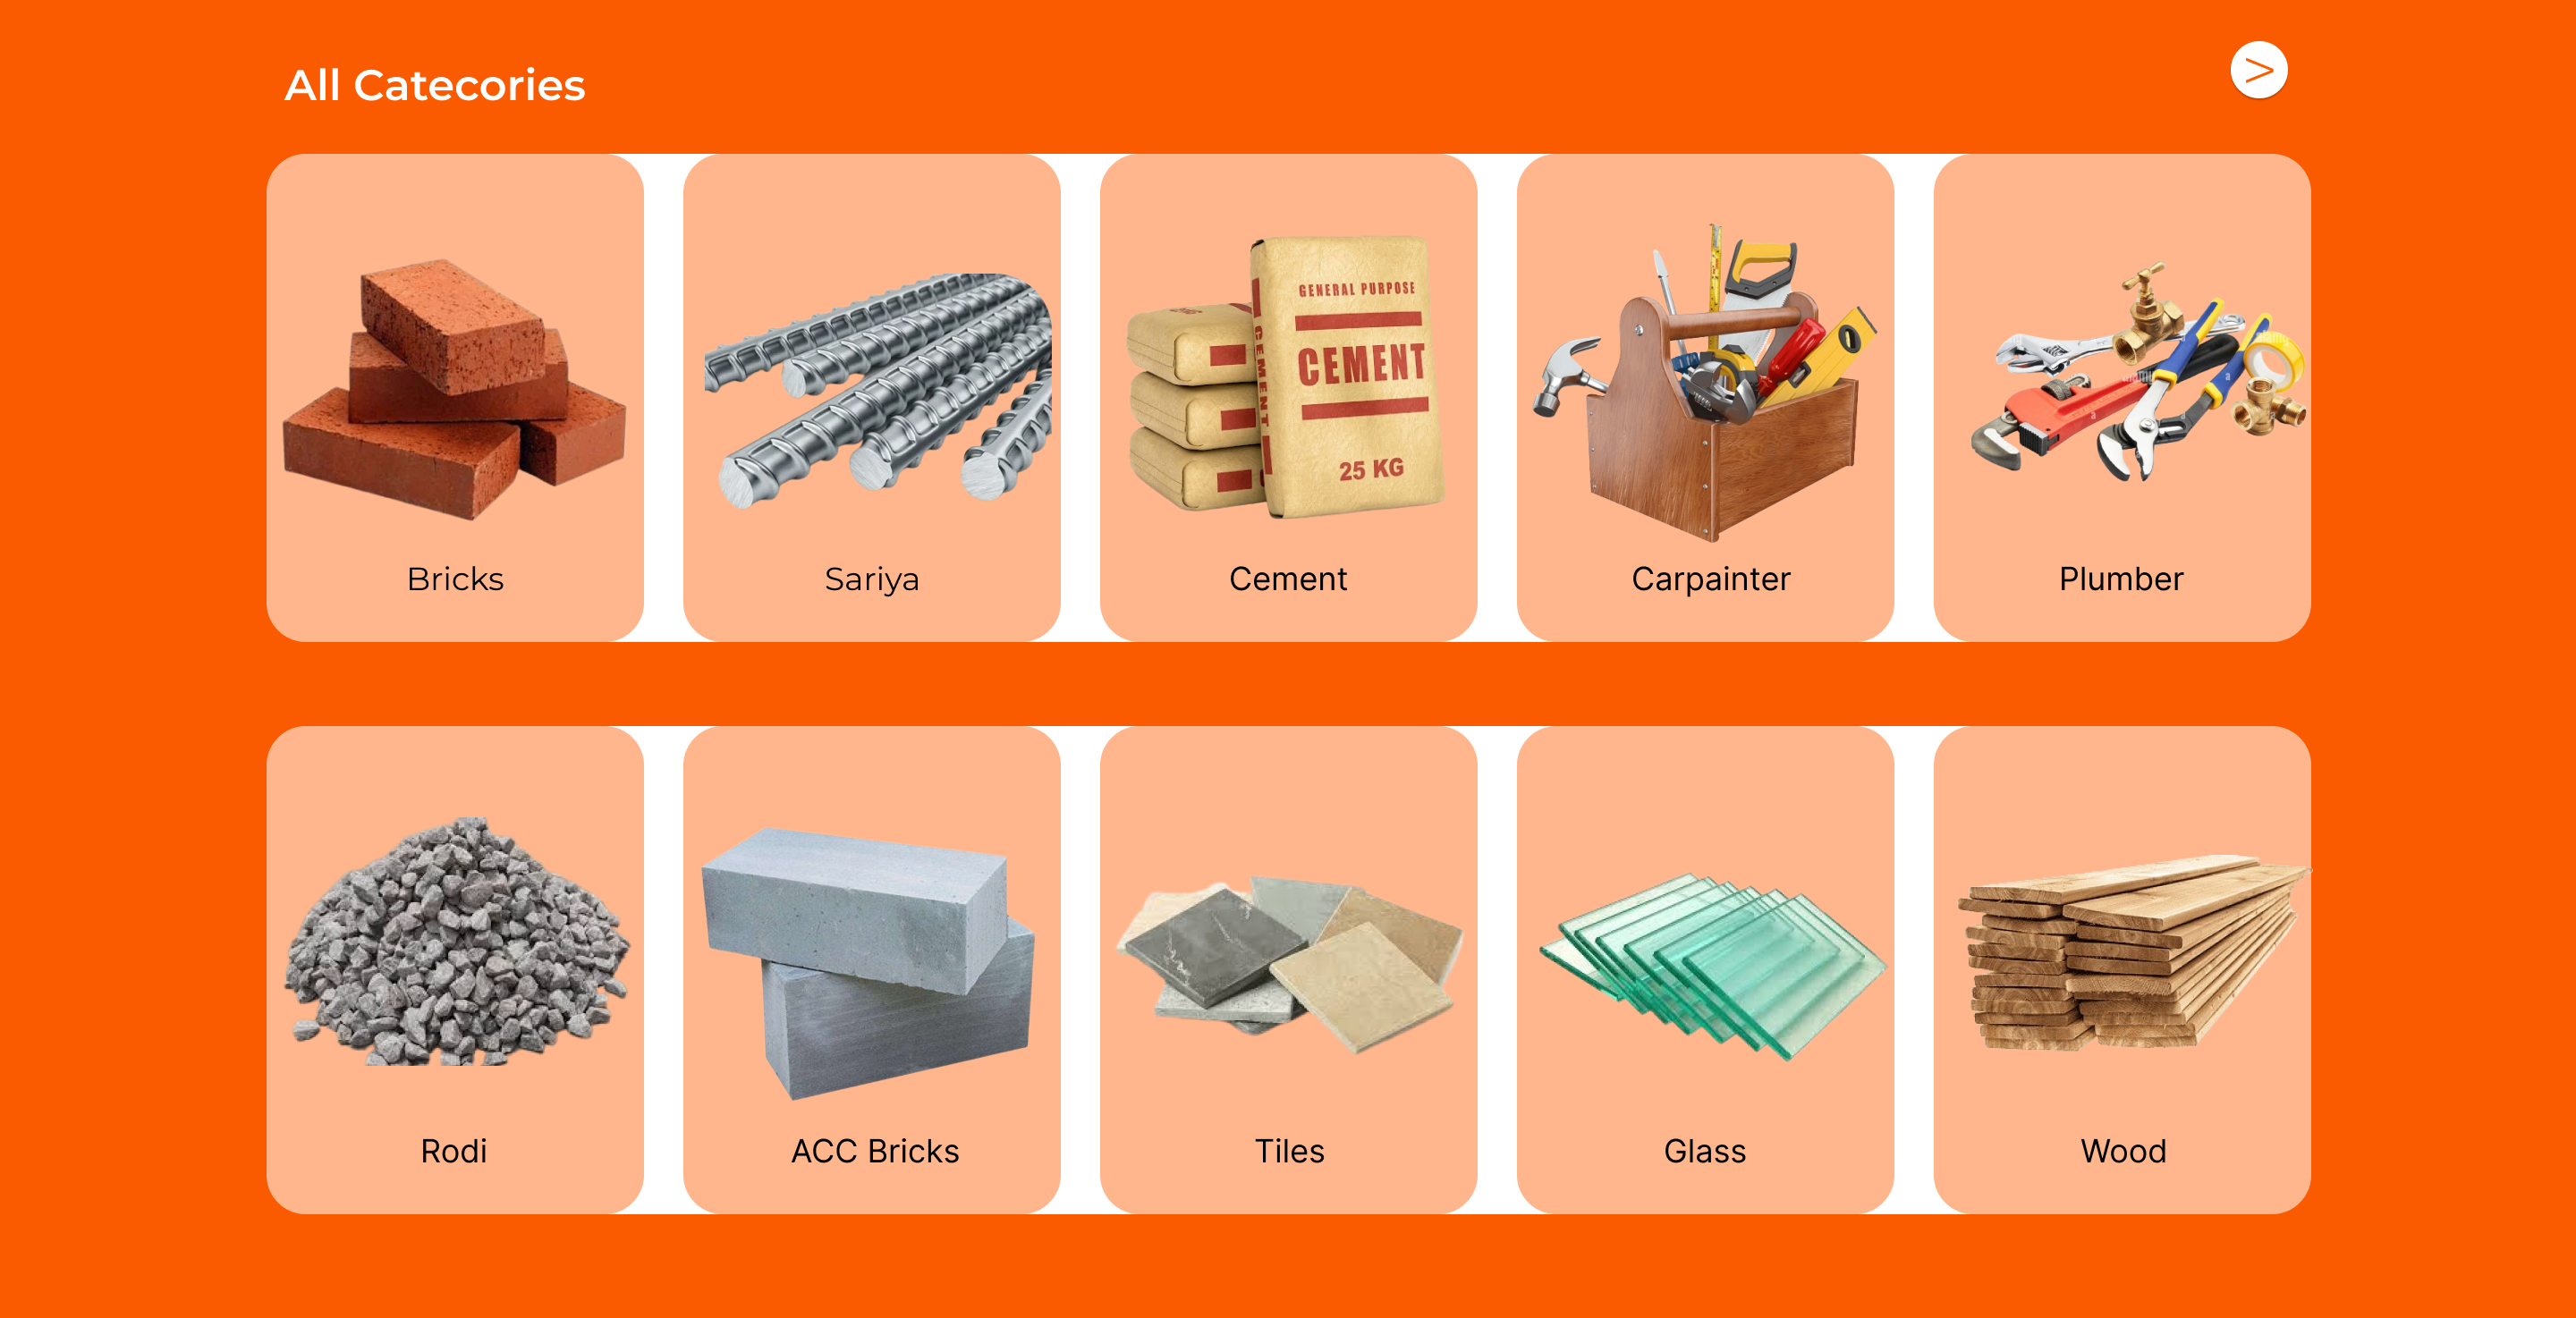 All Catecories
>
GENERAL PURPOSE
CEMENT
CEMENT
25 KG
Bricks
Sariya
Cement
Carpainter
Plumber
Rodi
ACC Bricks
Tiles
Glass
Wood